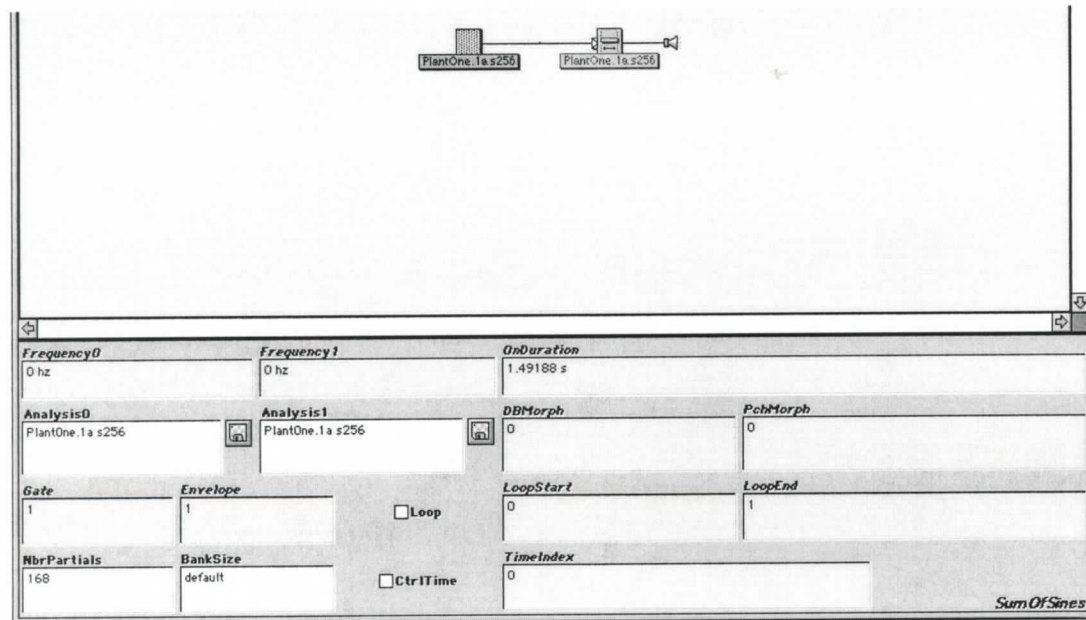 PlantOne.1a s256 PlantOne.1a s256
Frequency0 Frequency1 OnDuration
0 hz 0 hz 1.49188 s
Analysis0 Analysis1 DBMorph PchMorph
PlantOne.1a s256 PlantOne.1a s256 0 0
Gate Envelope LoopStart LoopEnd
1 1 Loop 0 1
NbrPartials BankSize TimeIndex
168 default CtrlTime 0
SumOfSines